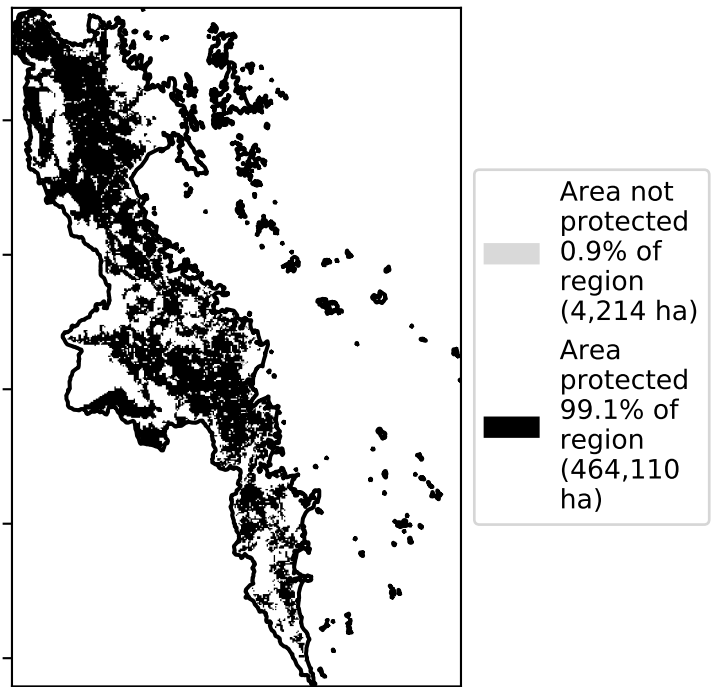 Area not
protected
0.9% of
region
(4,214 ha)
Area
protected
99.1% of
region
(464,110
ha)